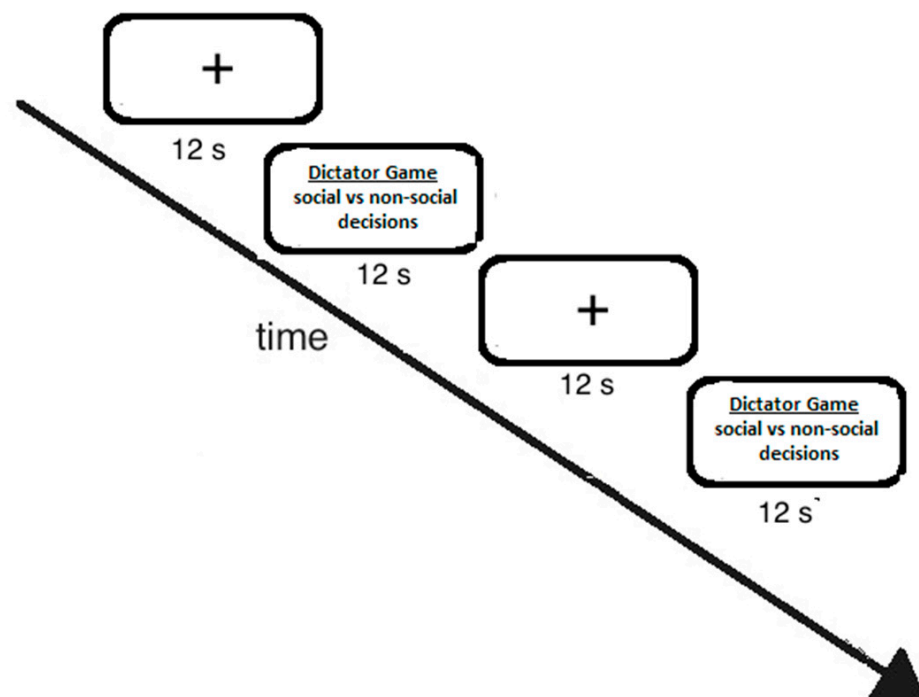 +
12 s
Dictator Game
social vs non-social
decisions
12 s
time
+
12 s
Dictator Game
social vs non-social
decisions
12 s